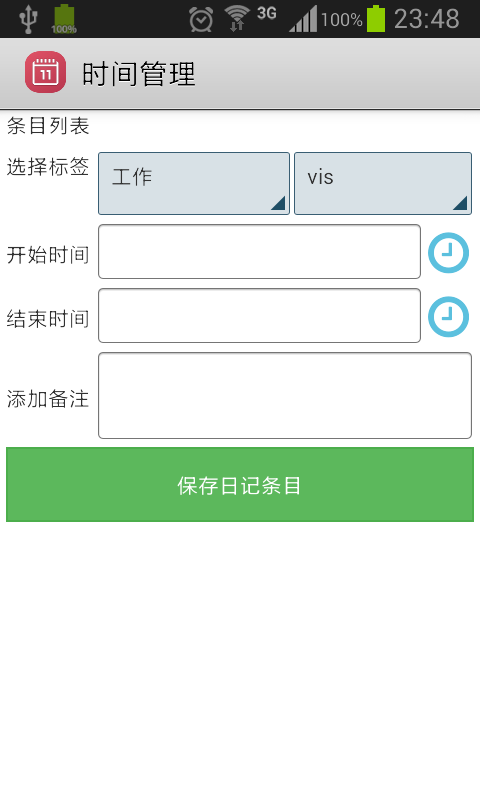 100%
3G
100%
23:48
11
时间管理
条目列表
选择标签
工作
vis
开始时间
结束时间
添加备注
保存日记条目